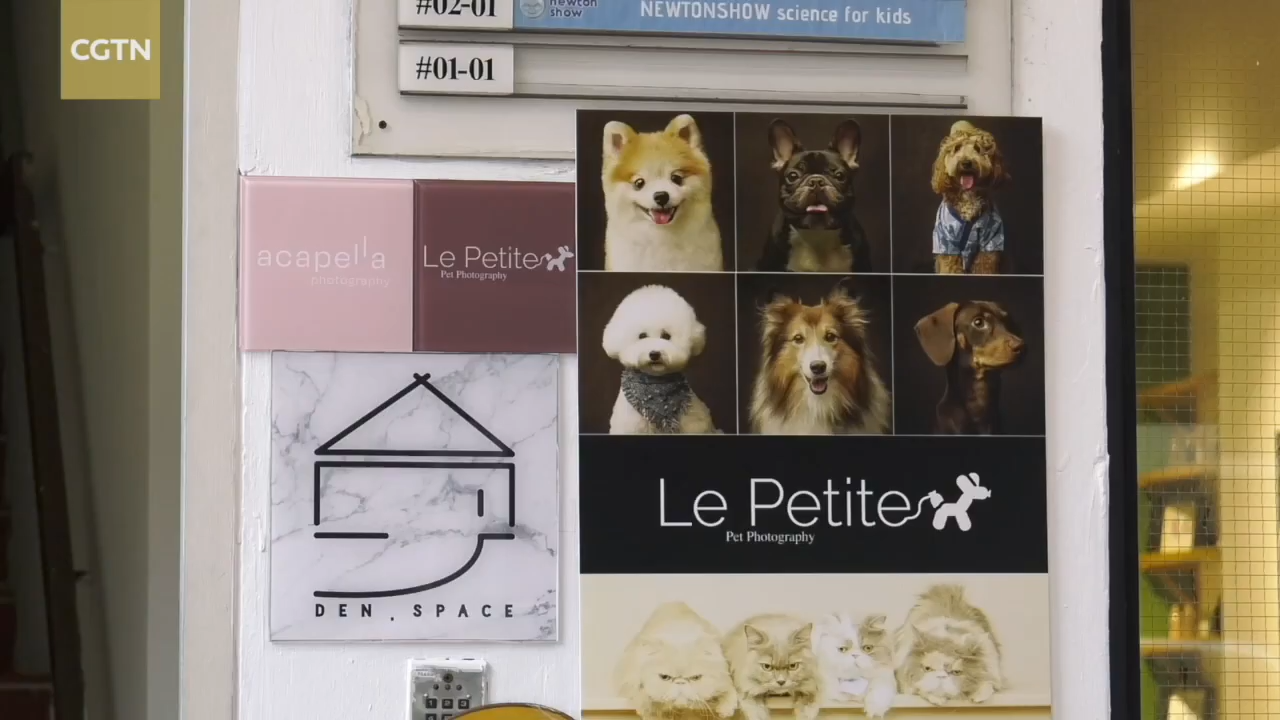 CGTN
#02-01
newton
show
NEWTONSHOW science for kids
#01-01
acapella
photography
Le Petite
Pet Photography
DEN . SPACE
Le Petite
Pet Photography